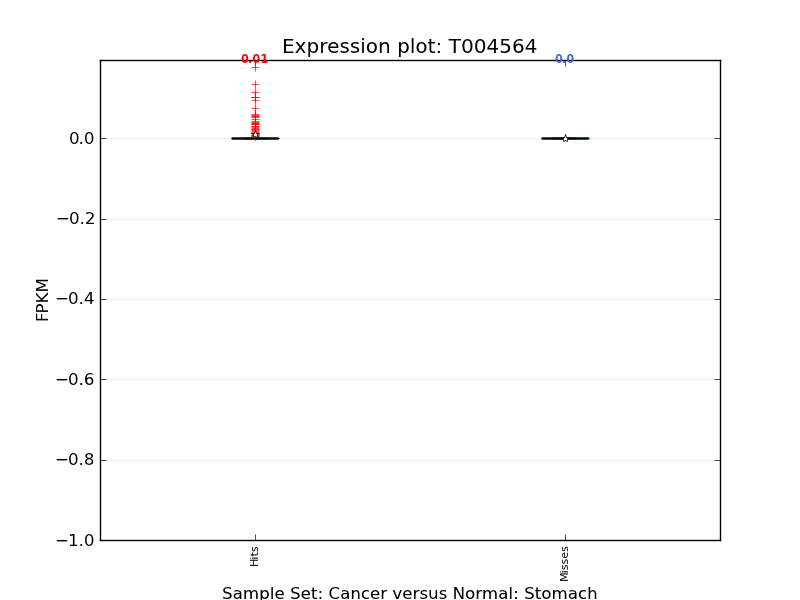 Expression plot: T004564
0.01
0.0
0.0
−0.2
−0.4
−0.6
−0.8
−1.0
FPKM
Hits
Misses
Sample Set: Cancer versus Normal: Stomach